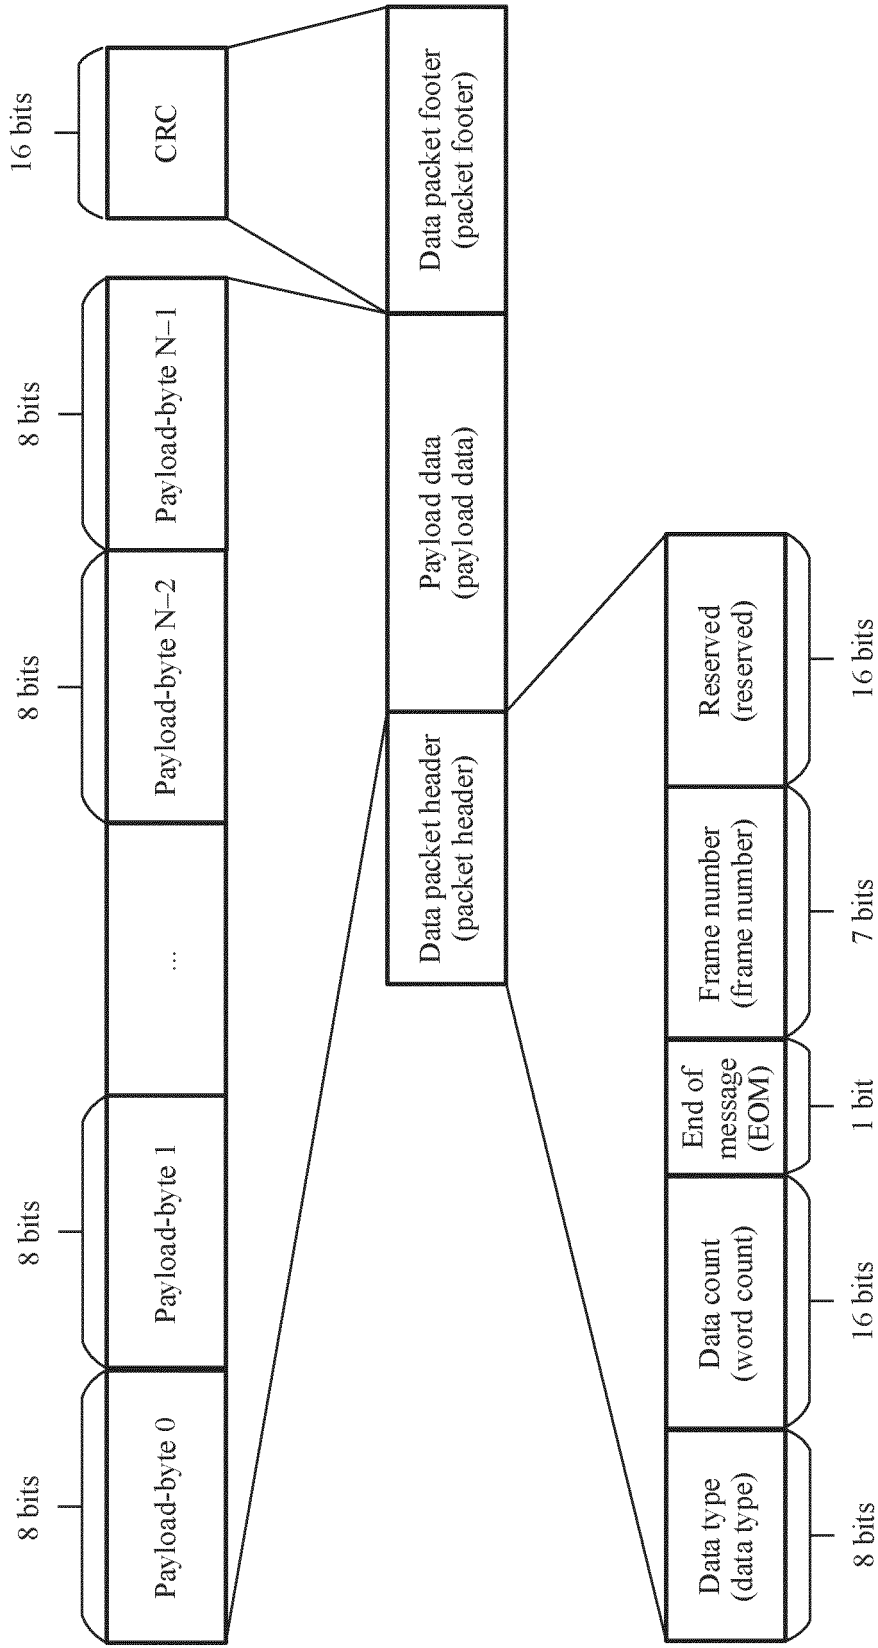 8 bits
8 bits
8 bits
8 bits
16 bits
Payload-byte 0
Payload-byte 1
...
Payload-byte N–2
Payload-byte N–1
CRC
Data packet header
(packet header)
Payload data
(payload data)
Data packet footer
(packet footer)
Data type
(data type)
Data count
(word count)
End of
message
(EOM)
Frame number
(frame number)
Reserved
(reserved)
8 bits
16 bits
1 bit
7 bits
16 bits